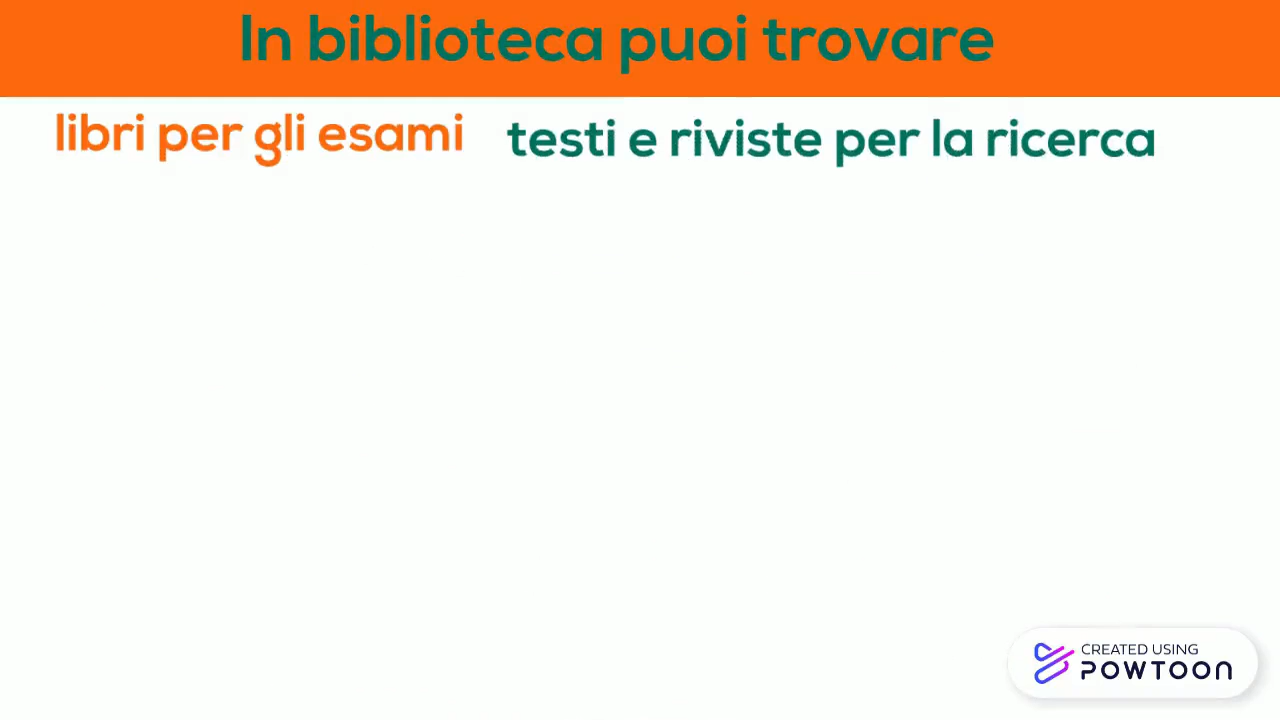 In biblioteca puoi trovare
libri per gli esami
testi e riviste per la ricerca
CREATED USING
POWTOON